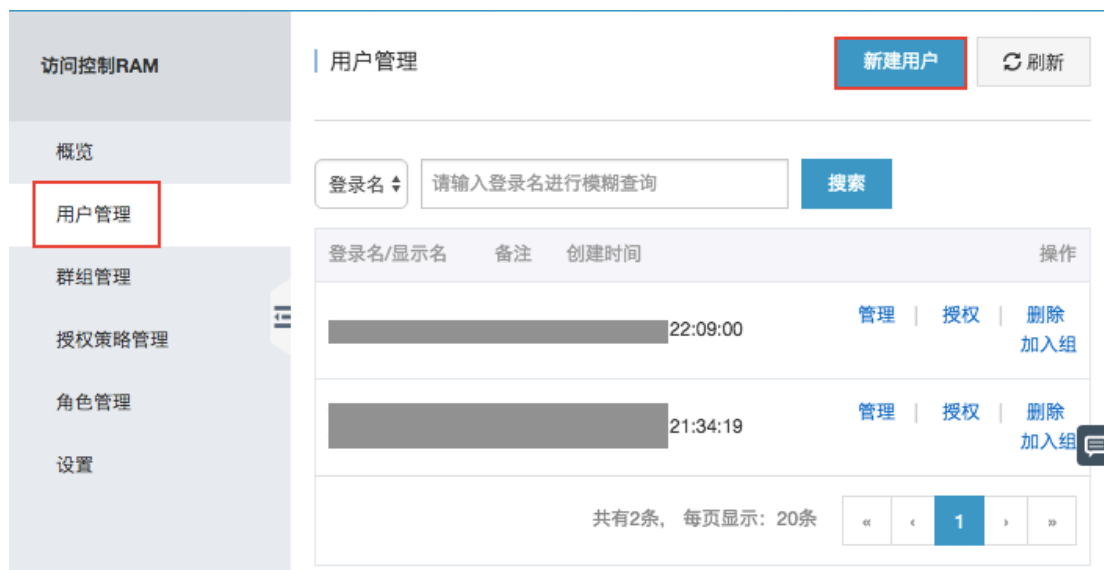 访问控制RAM
概览
用户管理
群组管理
授权策略管理
角色管理
设置
用户管理
新建用户
刷新
登录名
请输入登录名进行模糊查询
搜索
登录名/显示名 备注 创建时间 操作
22:09:00 管理 | 授权 | 删除
加入组
21:34:19 管理 | 授权 | 删除
加入组
共有2条, 每页显示: 20条 « ‹ 1 › »